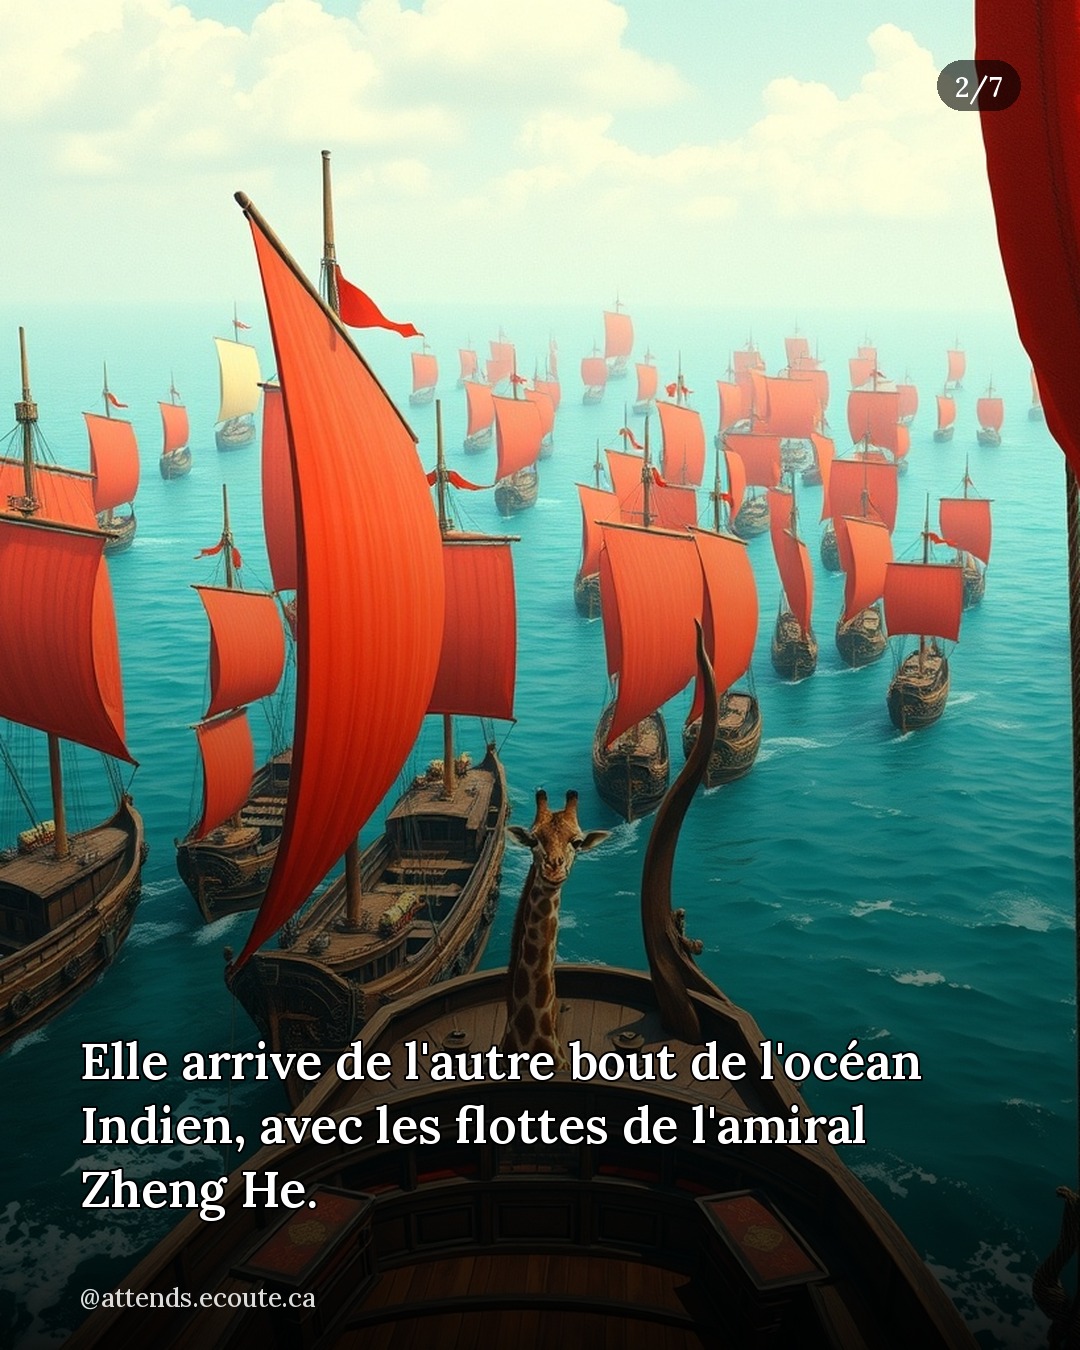 2/7
Elle arrive de l'autre bout de l'océan
Indien, avec les flottes de l'amiral
Zheng He.
@attends.ecoute.ca